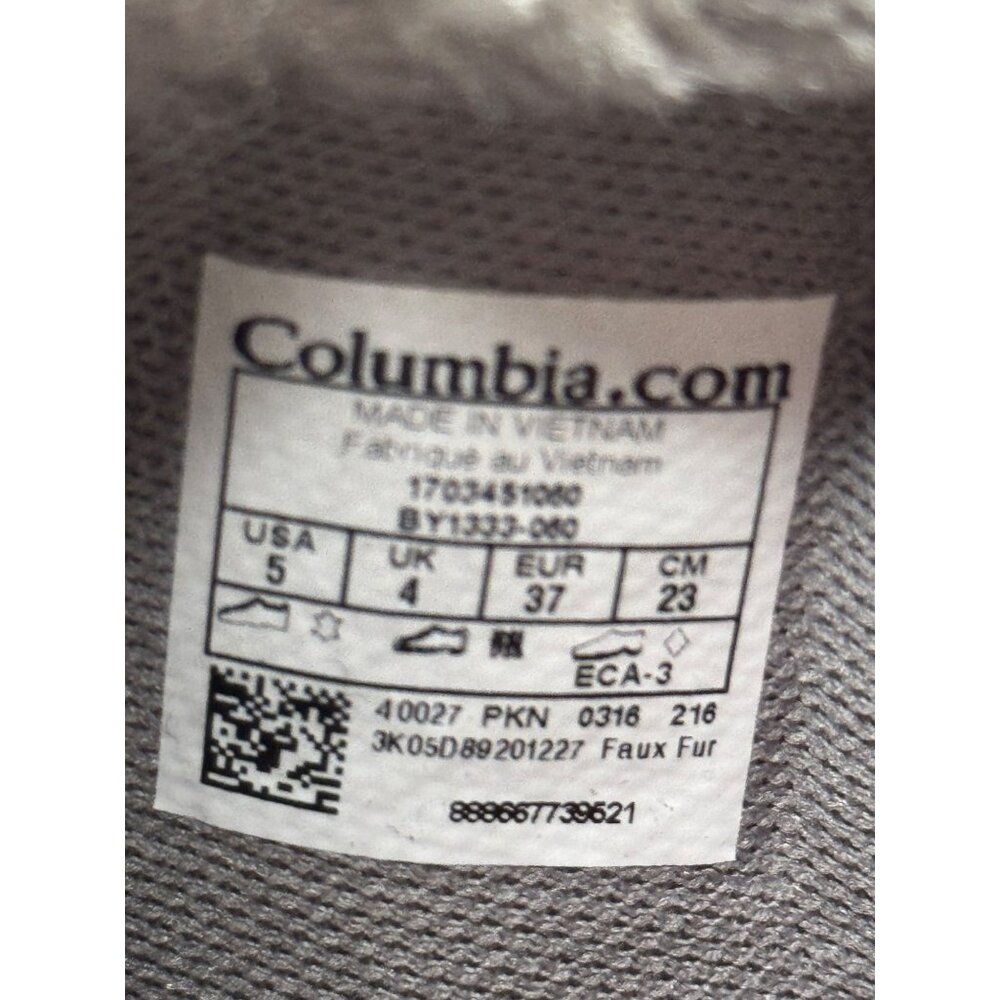 Columbia.com
MADE IN VIETNAM
Fabriqué au Vietnam
1703451060
BY1333-060
USA UK EUR CM
5 4 37 23
ECA-3
40027 PKN 0316 216
3K05D89201227 Faux Fur
888667739521